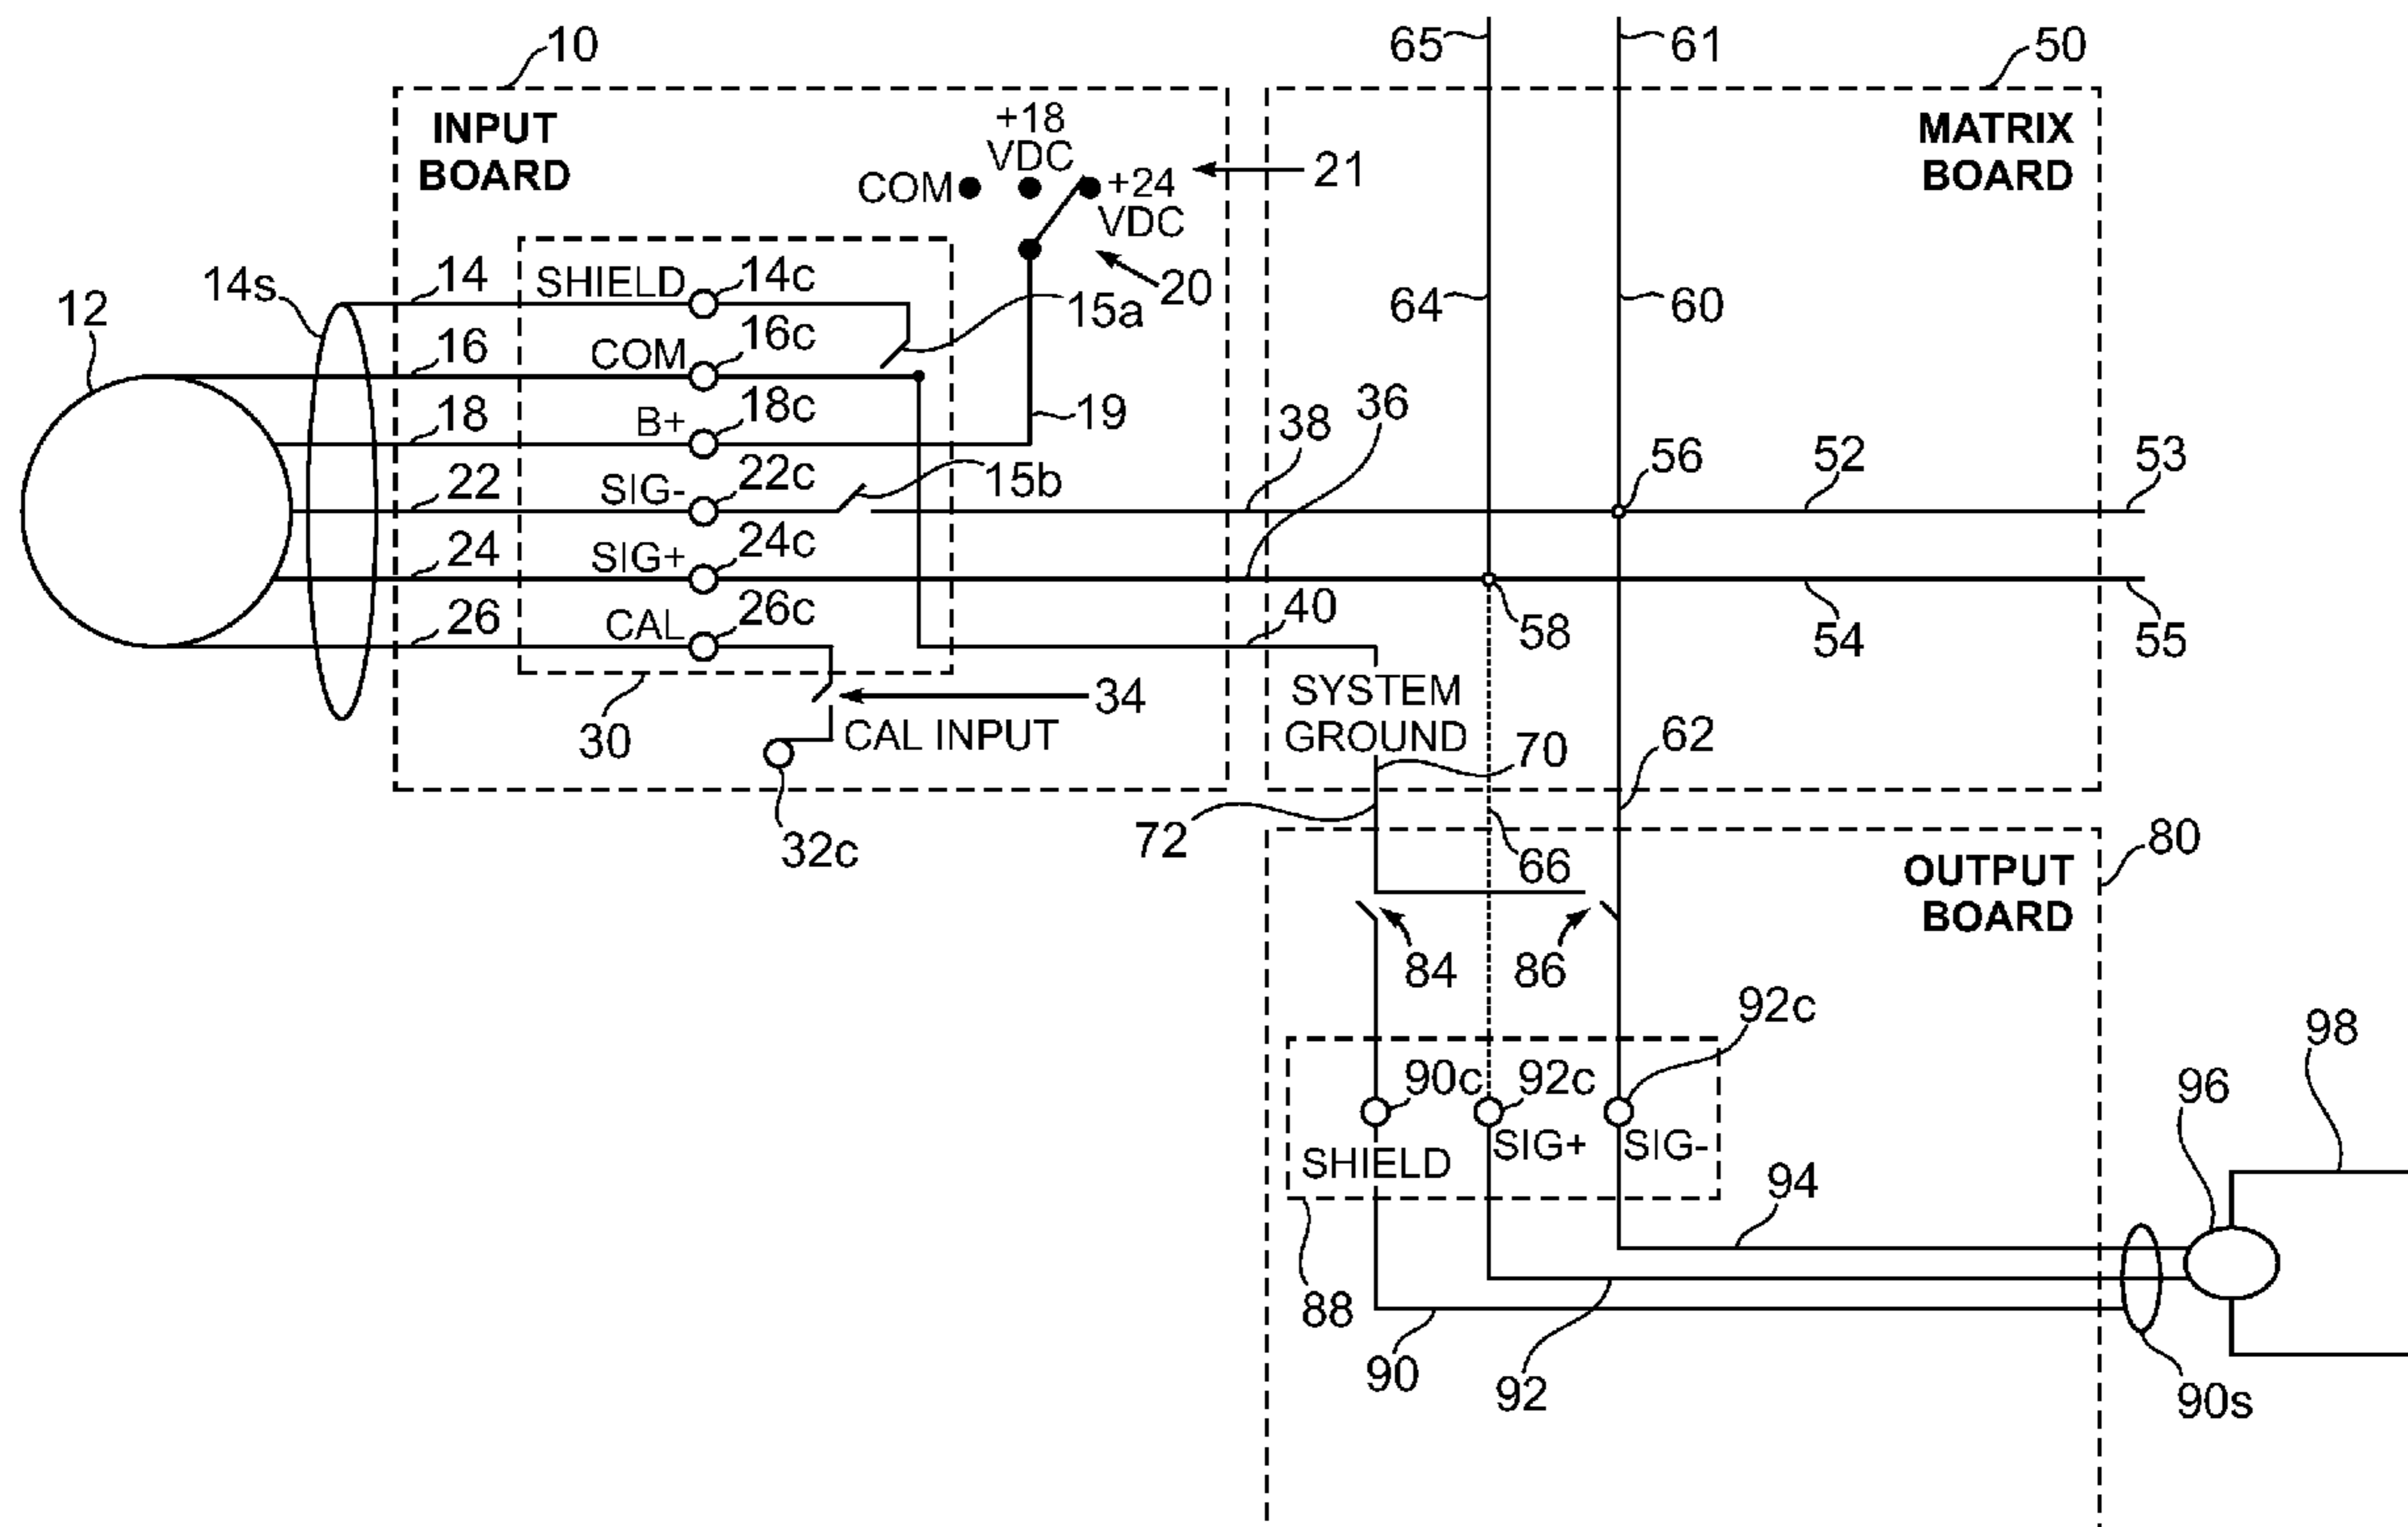 65
61
10
50
INPUT
BOARD
+18
VDC
MATRIX
BOARD
COM
+24
VDC
21
20
14s
14
SHIELD
14c
15a
64
60
12
16
COM
16c
18
B+
18c
19
38
36
22
SIG-
22c
15b
56
52
53
24
SIG+
24c
26
CAL
26c
40
58
54
55
30
34
CAL INPUT
SYSTEM
GROUND
70
62
32c
72
66
OUTPUT
BOARD
80
84
86
92c
90c
92c
SHIELD
SIG+
SIG-
98
96
94
88
90
92
90s